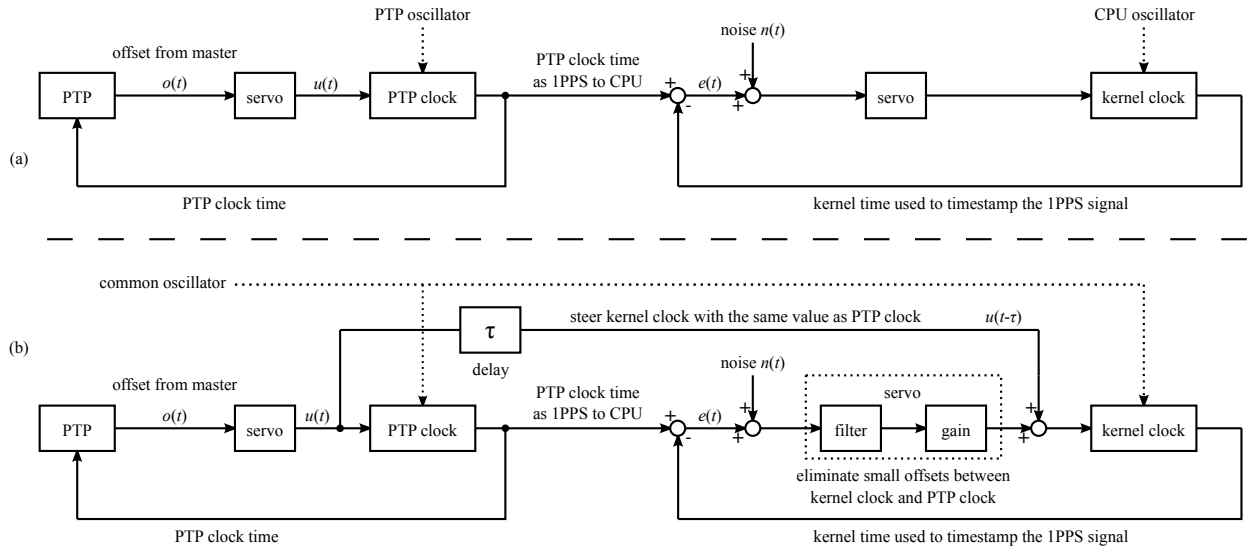 PTP oscillator
CPU oscillator
noise n(t)
offset from master
PTP clock time
as 1PPS to CPU
PTP
o(t)
servo
u(t)
PTP clock
+
-
e(t)
+
+
servo
kernel clock
(a)
PTP clock time
kernel time used to timestamp the 1PPS signal
common oscillator
τ
steer kernel clock with the same value as PTP clock
u(t-τ)
(b)
delay
noise n(t)
offset from master
PTP clock time
as 1PPS to CPU
servo
PTP
o(t)
servo
u(t)
PTP clock
+
-
e(t)
+
+
filter
gain
+
+
kernel clock
eliminate small offsets between
kernel clock and PTP clock
PTP clock time
kernel time used to timestamp the 1PPS signal